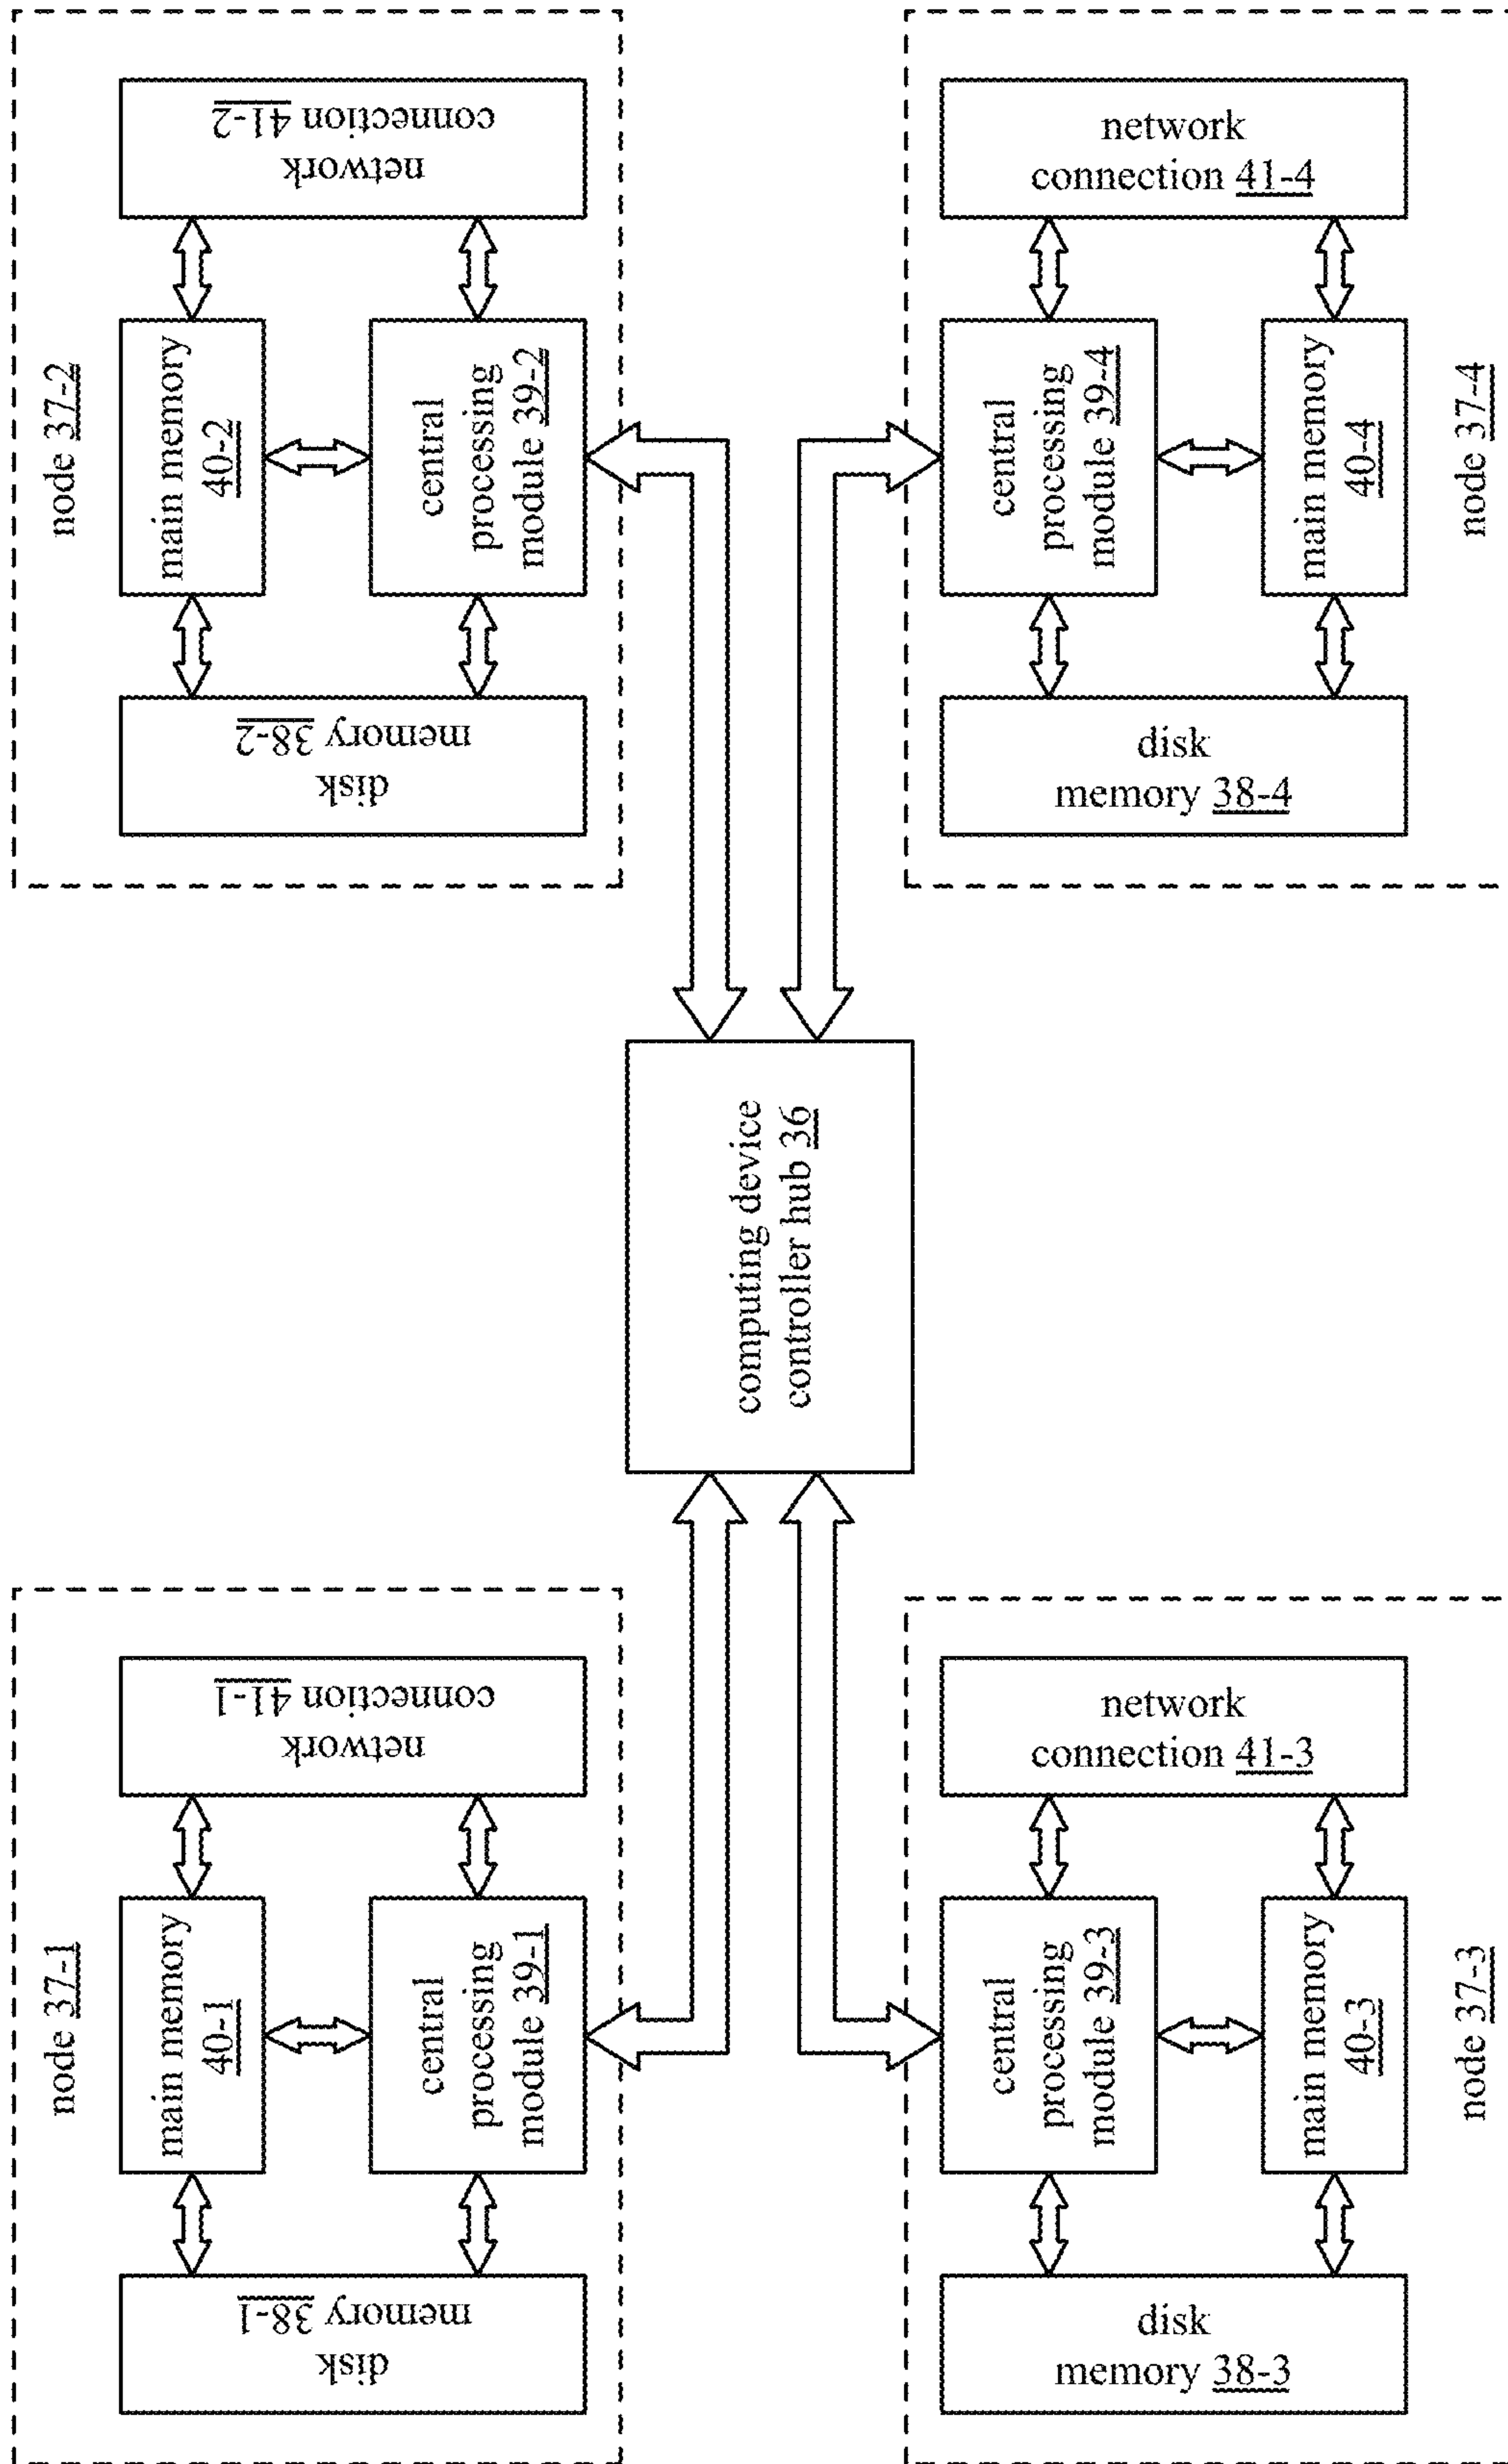 node 37-1
main memory
40-1
central
processing
module 39-1
disk
memory 38-1
network
connection 41-1
node 37-2
main memory
40-2
central
processing
module 39-2
disk
memory 38-2
network
connection 41-2
computing device
controller hub 36
disk
memory 38-3
central
processing
module 39-3
main memory
40-3
network
connection 41-3
node 37-3
disk
memory 38-4
central
processing
module 39-4
main memory
40-4
network
connection 41-4
node 37-4